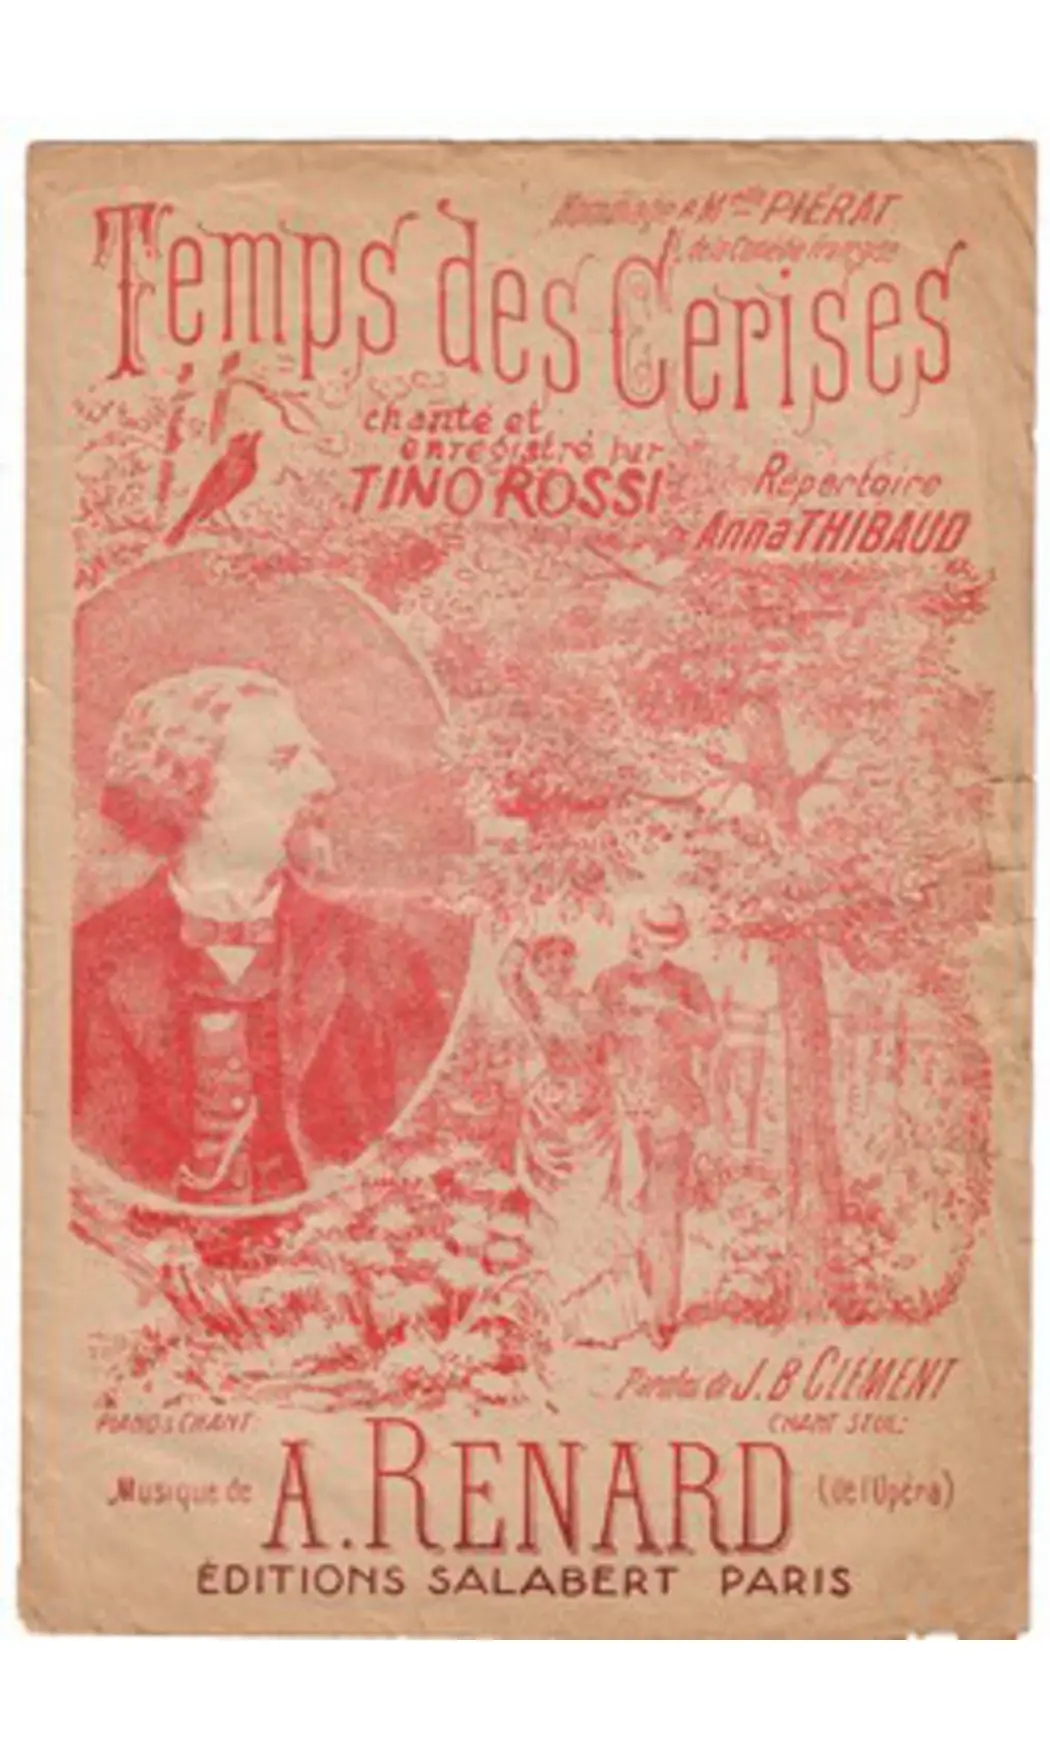 Hommage à Melle PIÉRAT
de la Comédie Française
Temps des Cerises
chanté et
enregistré par
TINO ROSSI
Répertoire
Anna THIBAUD
Paroles de J. B CLÉMENT
PIANO & CHANT:
CHANT SEUL:
Musique de A. RENARD (de l'Opéra)
ÉDITIONS SALABERT PARIS